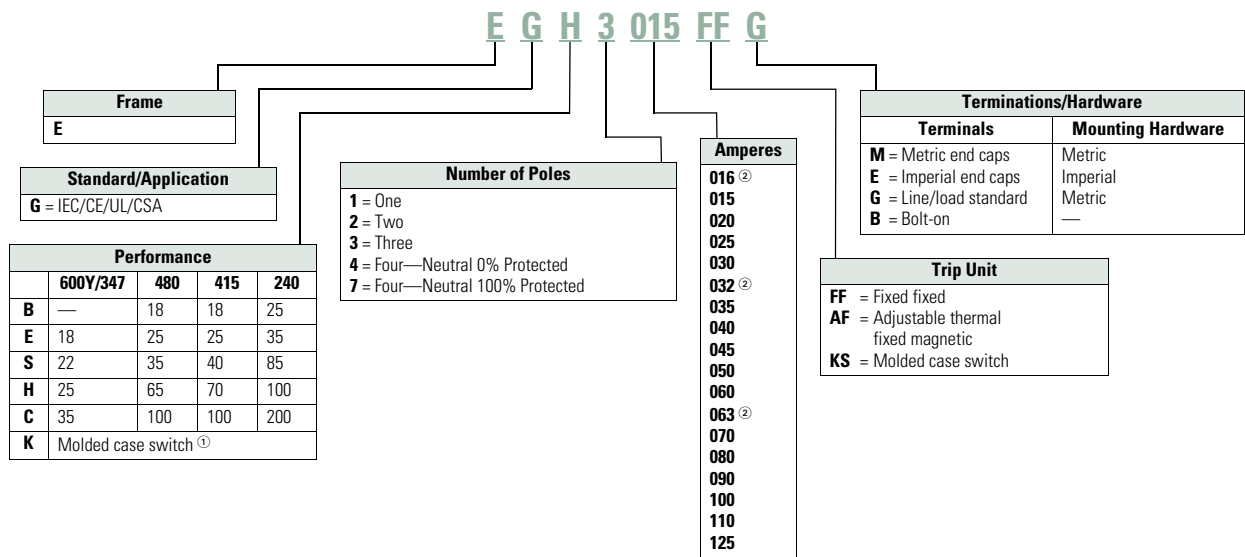 E G H 3 015 FF G
Frame
E
Standard/Application
G = IEC/CE/UL/CSA
Performance
600Y/347 480 415 240
B — 18 18 25
E 18 25 25 35
S 22 35 40 85
H 25 65 70 100
C 35 100 100 200
K Molded case switch ①
Number of Poles
1 = One
2 = Two
3 = Three
4 = Four—Neutral 0% Protected
7 = Four—Neutral 100% Protected
Amperes
016 ②
015
020
025
030
032 ②
035
040
045
050
060
063 ②
070
080
090
100
110
125
Trip Unit
FF = Fixed fixed
AF = Adjustable thermal
fixed magnetic
KS = Molded case switch
Terminations/Hardware
Terminals Mounting Hardware
M = Metric end caps Metric
E = Imperial end caps Imperial
G = Line/load standard Metric
B = Bolt-on —